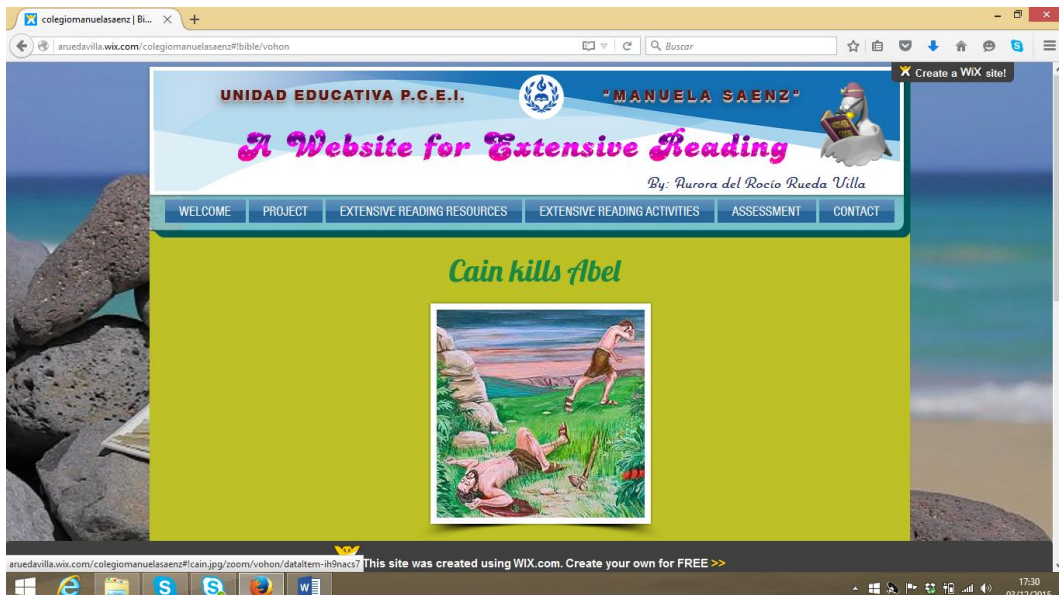 colegiomanuelasaenz | Bi...
aruedavilla.wix.com/colegiomanuelasaenz#!bible/vohon
Buscar
Create a WiX site!
UNIDAD EDUCATIVA P.C.E.I.
"MANUELA SAENZ"
A Website for Extensive Reading
By: Aurora del Rocío Rueda Villa
WELCOME PROJECT EXTENSIVE READING RESOURCES EXTENSIVE READING ACTIVITIES ASSESSMENT CONTACT
Cain kills Abel
aruedavilla.wix.com/colegiomanuelasaenz#!cain.jpg/zoom/vohon/dataItem-ih9nacs7
This site was created using WIX.com. Create your own for FREE >>
17:30